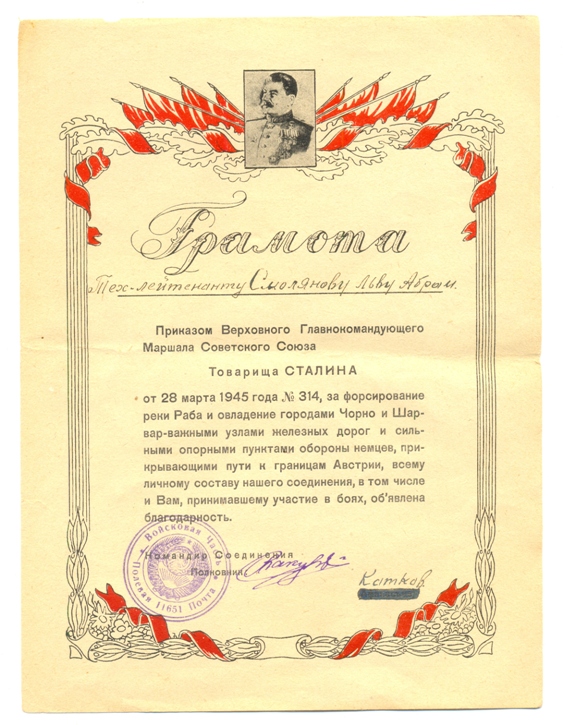 Грамота
Тех-лейтенанту Смолянову Льву Абрам.
Приказом Верховного Главнокомандующего
Маршала Советского Союза
Товарища СТАЛИНА
от 28 марта 1945 года № 314, за форсирование
реки Раба и овладение городами Чорно и Шар-
вар-важными узлами железных дорог и силь-
ными опорными пунктами обороны немцев, при-
крывающими пути к границам Австрии, всему
личному составу нашего соединения, в том числе
и Вам, принимавшему участие в боях, об'явлена
благодарность.
Командир Соединения
Полковник
Катков
Войсковая Часть
Полевая Почта
11651